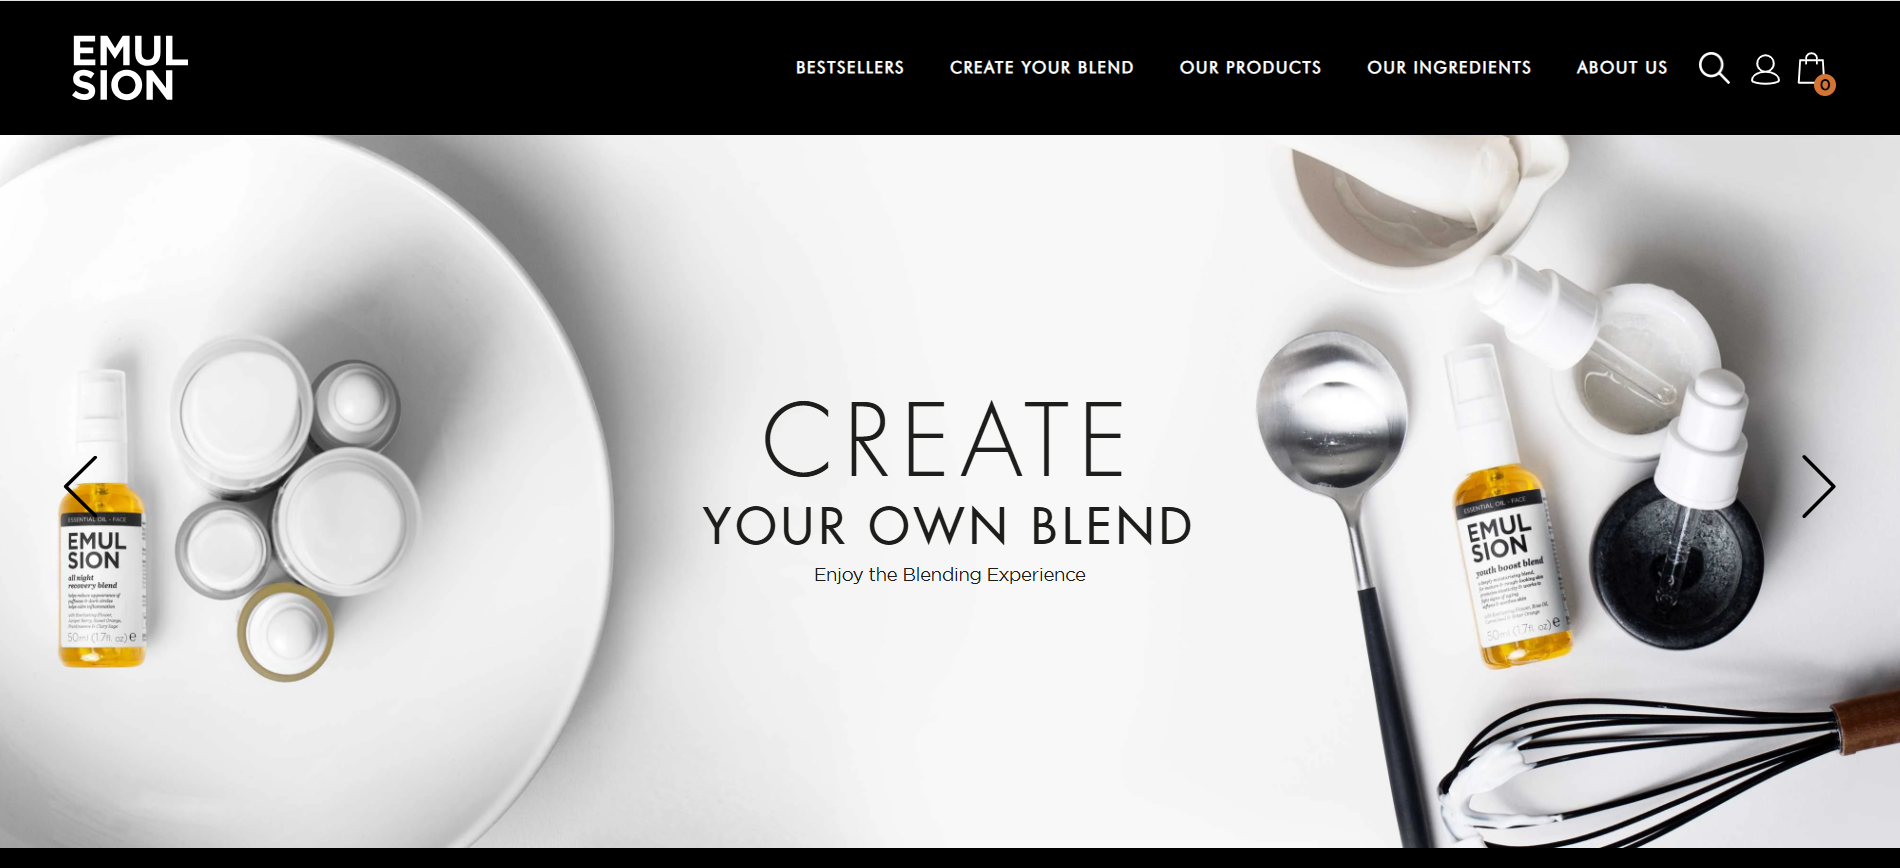 EMUL
SION
BESTSELLERS
CREATE YOUR BLEND
OUR PRODUCTS
OUR INGREDIENTS
ABOUT US
0
CREATE
YOUR OWN BLEND
Enjoy the Blending Experience
ESSENTIAL OIL - FACE
EMUL
SION
all night
recovery blend
50ml (1.7fl. oz) e
ESSENTIAL OIL - FACE
EMUL
SION
youth boost blend
50ml (1.7fl. oz) e